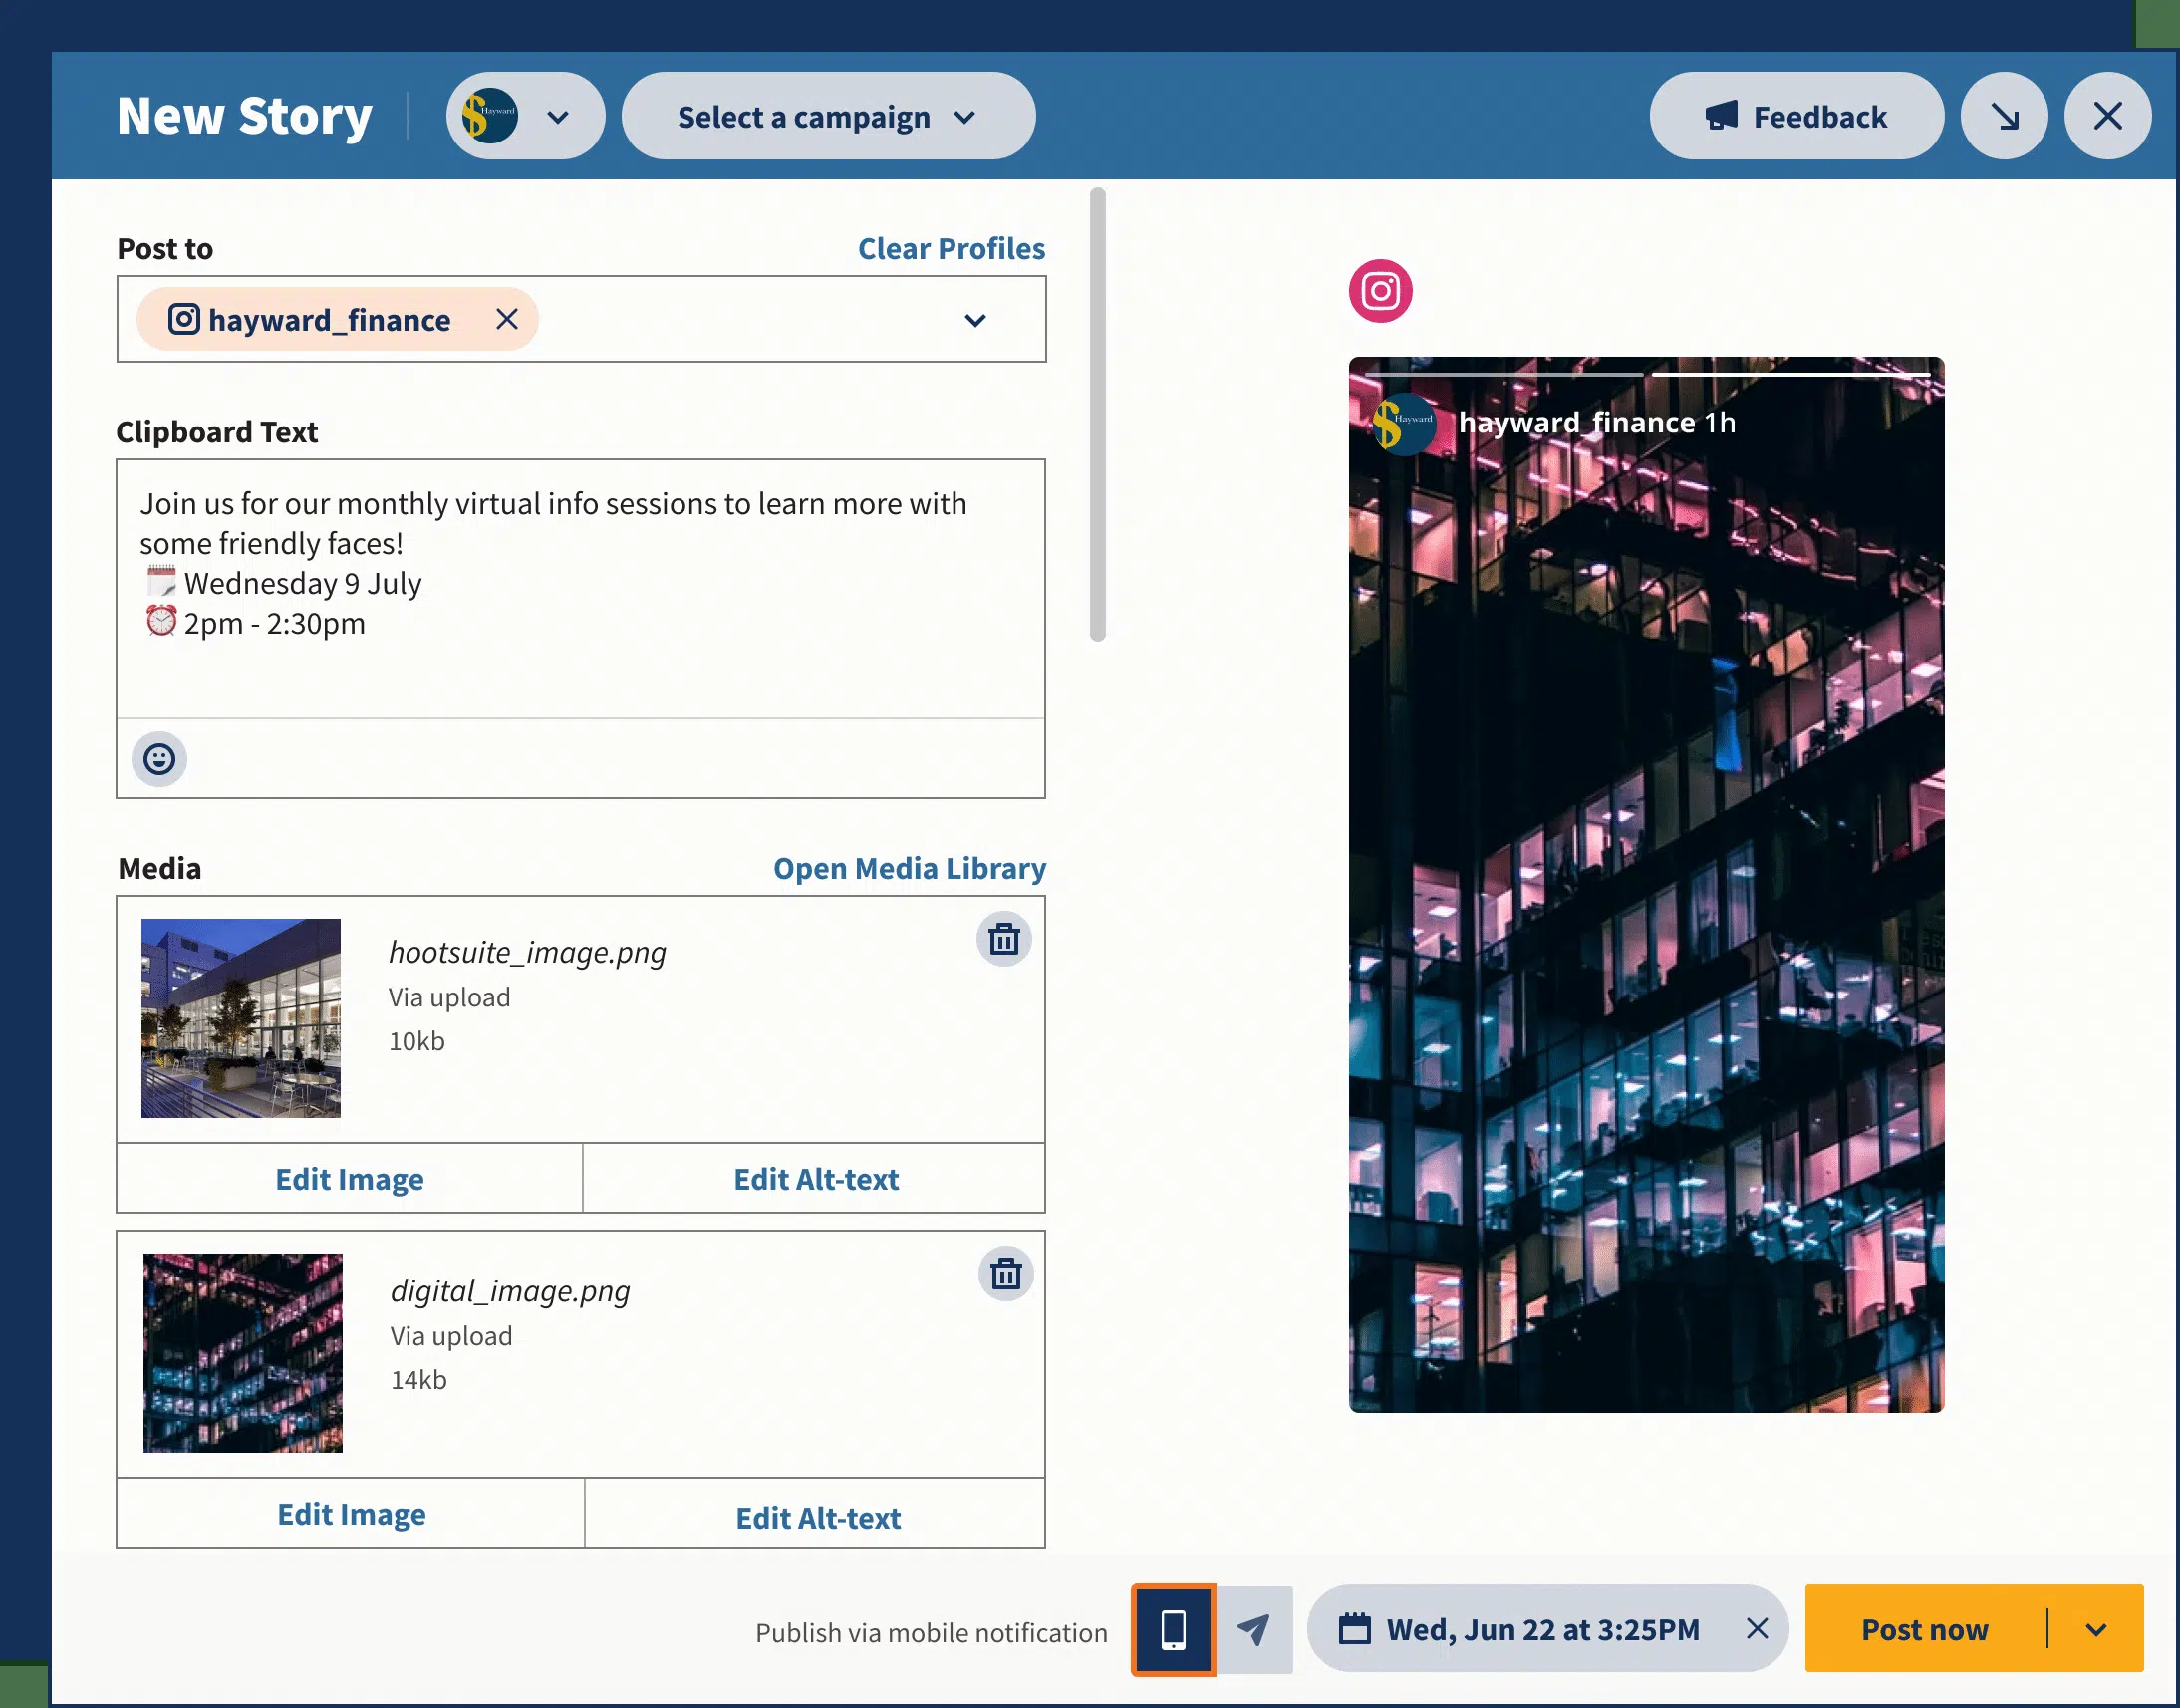 New Story
Hayward
Select a campaign
Feedback
Post to
Clear Profiles
hayward_finance
Clipboard Text
Join us for our monthly virtual info sessions to learn more with
some friendly faces!
Wednesday 9 July
2pm - 2:30pm
Media
Open Media Library
hootsuite_image.png
Via upload
10kb
Edit Image
Edit Alt-text
digital_image.png
Via upload
14kb
Edit Image
Edit Alt-text
Hayward
hayward_finance 1h
Publish via mobile notification
Wed, Jun 22 at 3:25PM
Post now